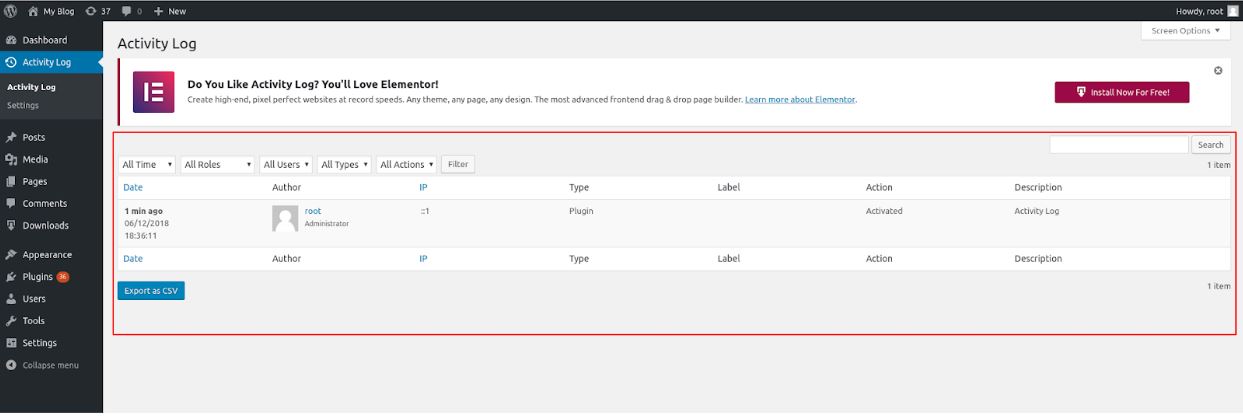 My Blog 37 0 New Howdy, root
Screen Options
Dashboard
Activity Log
Activity Log
Settings
Posts
Media
Pages
Comments
Downloads
Appearance
Plugins 36
Users
Tools
Settings
Collapse menu
Activity Log
Do You Like Activity Log? You'll Love Elementor!
Create high-end, pixel perfect websites at record speeds. Any theme, any page, any design. The most advanced frontend drag & drop page builder. Learn more about Elementor.
Install Now For Free!
Search
All Time All Roles All Users All Types All Actions Filter 1 item
Date Author IP Type Label Action Description
1 min ago root ::1 Plugin Activated Activity Log
06/12/2018 Administrator
18:36:11
Date Author IP Type Label Action Description
Export as CSV 1 item